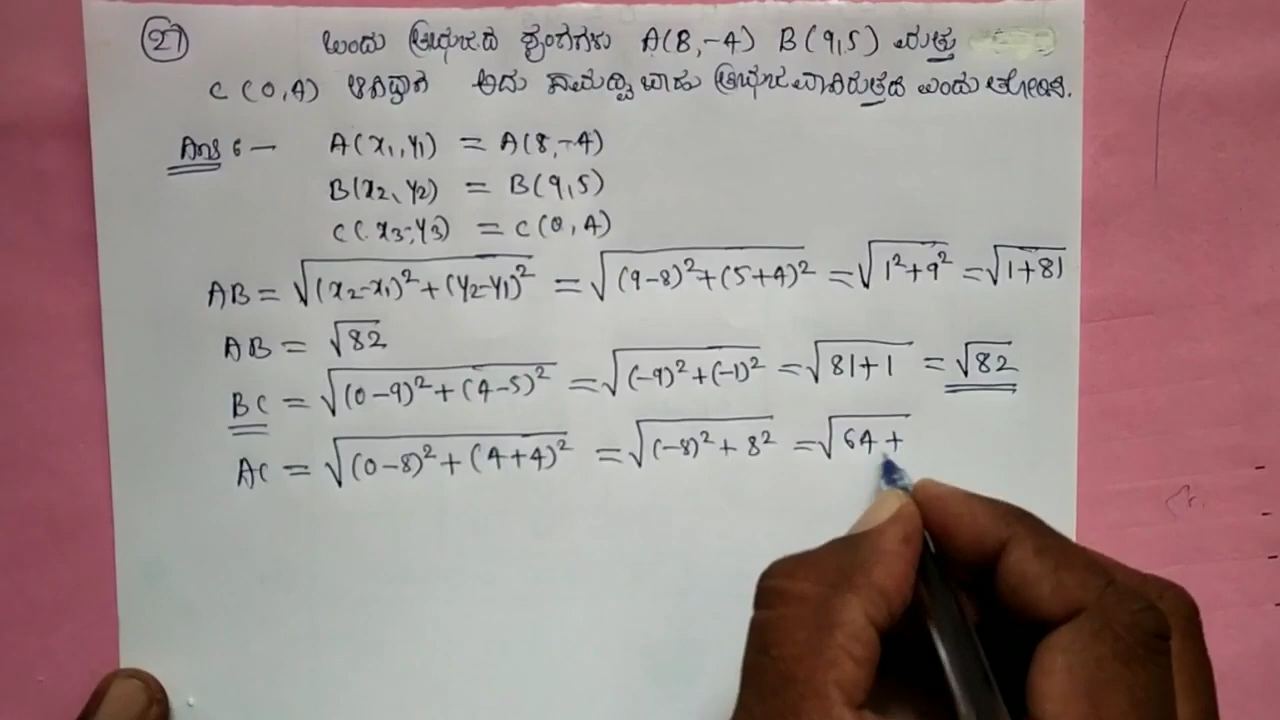 27 ಒಂದು ತ್ರಿಭುಜದ ಶೃಂಗಗಳು A(8,-4) B(9,5) ಮತ್ತು
C(0,4) ಆಗಿದ್ದಾಗ ಅದು ಸಮದ್ವಿಬಾಹು ತ್ರಿಭುಜವಾಗಿರುತ್ತದೆ ಎಂದು ತೋರಿಸಿ.
Ans:- A(x₁,y₁) = A(8,-4)
B(x₂,y₂) = B(9,5)
C(x₃,y₃) = C(0,4)
AB = √(x₂-x₁)²+(y₂-y₁)² = √(9-8)²+(5+4)² = √1²+9² = √1+81
AB = √82
BC = √(0-9)²+(4-5)² = √(-9)²+(-1)² = √81+1 = √82
AC = √(0-8)²+(4+4)² = √(-8)²+8² = √64+